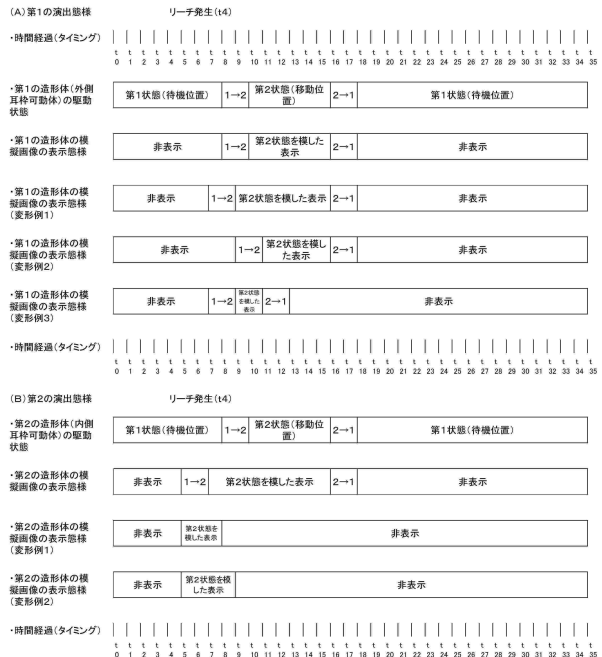 (A)第1の演出態様 リーチ発生(t4)
・時間経過(タイミング)
t t t t t t t t t t t t t t t t t t t t t t t t t t t t t t t t t t t t
0 1 2 3 4 5 6 7 8 9 10 11 12 13 14 15 16 17 18 19 20 21 22 23 24 25 26 27 28 29 30 31 32 33 34 35
・第1の造形体(外側
耳枠可動体)の駆動
状態
第1状態(待機位置) 1→2 第2状態(移動位
置) 2→1 第1状態(待機位置)
・第1の造形体の模
擬画像の表示態様
非表示 1→2 第2状態を模した
表示 2→1 非表示
・第1の造形体の模
擬画像の表示態様
(変形例1)
非表示 1→2 第2状態を模した表示 2→1 非表示
・第1の造形体の模
擬画像の表示態様
(変形例2)
非表示 1→2 第2状態を模し
た表示 2→1 非表示
・第1の造形体の模
擬画像の表示態様
(変形例3)
非表示 1→2 第2状態
を模した
表示 2→1 非表示
・時間経過(タイミング)
t t t t t t t t t t t t t t t t t t t t t t t t t t t t t t t t t t t t
0 1 2 3 4 5 6 7 8 9 10 11 12 13 14 15 16 17 18 19 20 21 22 23 24 25 26 27 28 29 30 31 32 33 34 35
(B)第2の演出態様 リーチ発生(t4)
・第2の造形体(内側
耳枠可動体)の駆動
状態
第1状態(待機位置) 1→2 第2状態(移動位
置) 2→1 第1状態(待機位置)
・第2の造形体の模
擬画像の表示態様
非表示 1→2 第2状態を模した表示 2→1 非表示
・第2の造形体の模
擬画像の表示態様
(変形例1)
非表示 第2状態を
模した表示 非表示
・第2の造形体の模
擬画像の表示態様
(変形例2)
非表示 第2状態を模
した表示 非表示
・時間経過(タイミング)
t t t t t t t t t t t t t t t t t t t t t t t t t t t t t t t t t t t t
0 1 2 3 4 5 6 7 8 9 10 11 12 13 14 15 16 17 18 19 20 21 22 23 24 25 26 27 28 29 30 31 32 33 34 35